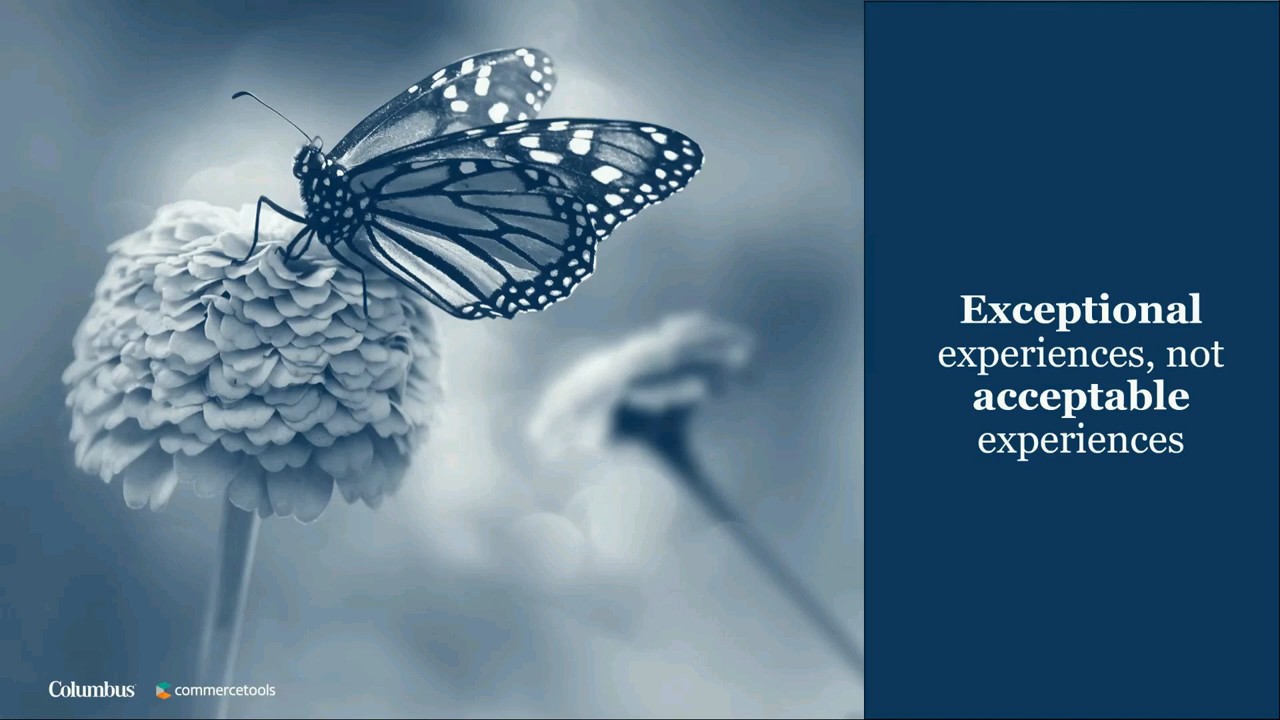 Exceptional
experiences, not
acceptable
experiences
Columbus
commercetools